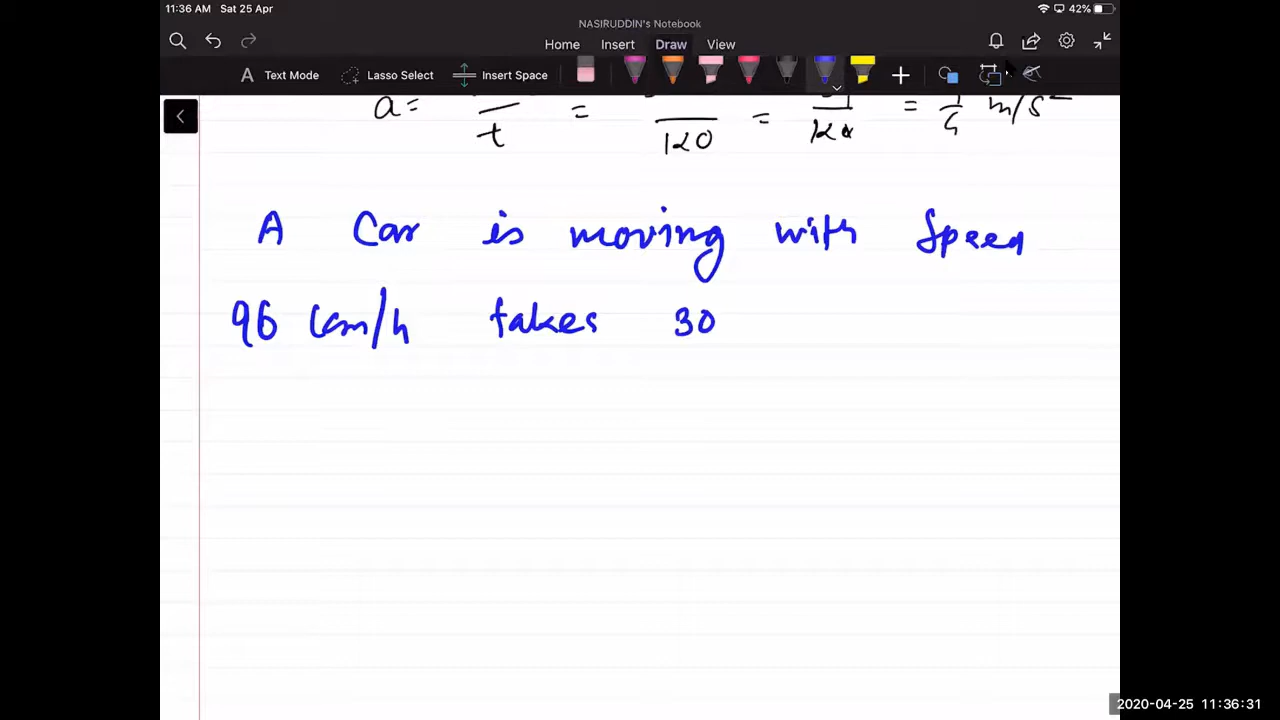 11:36 AM Sat 25 Apr
42%
NASIRUDDIN's Notebook
Home Insert Draw View
Text Mode Lasso Select Insert Space
a = t = 120 = = 1 m/s²
A Car is moving with Speed
96 km/h takes 30
2020-04-25 11:36:31